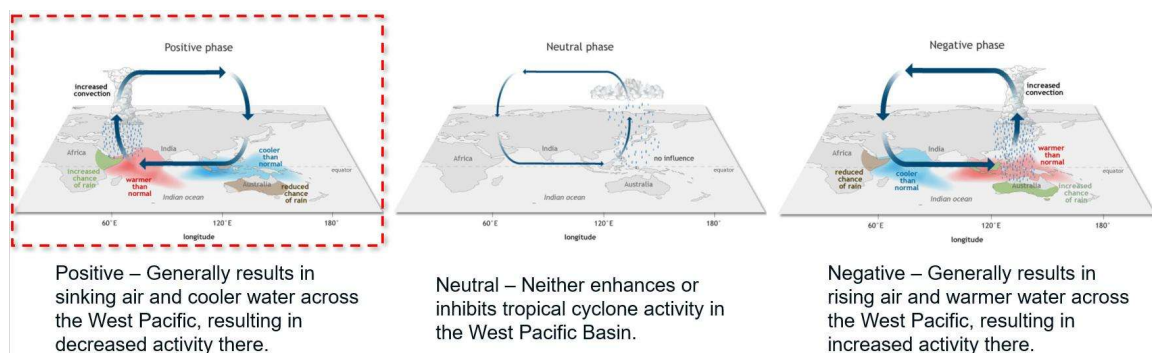 Positive phase
increased
convection
Africa
India
cooler
than
normal
increased
chance
of rain
warmer
than
normal
Australia
reduced
chance
of rain
equator
Indian ocean
60°E
120°E
180°
longitude
Positive – Generally results in
sinking air and cooler water across
the West Pacific, resulting in
decreased activity there.
Neutral phase
Africa
India
no influence
equator
Australia
Indian ocean
60°E
120°E
180°
longitude
Neutral – Neither enhances or
inhibits tropical cyclone activity in
the West Pacific Basin.
Negative phase
increased
convection
Africa
India
warmer
than
normal
reduced
chance
of rain
cooler
than
normal
equator
Australia
increased
chance
of rain
Indian ocean
60°E
120°E
180°
longitude
Negative – Generally results in
rising air and warmer water across
the West Pacific, resulting in
increased activity there.